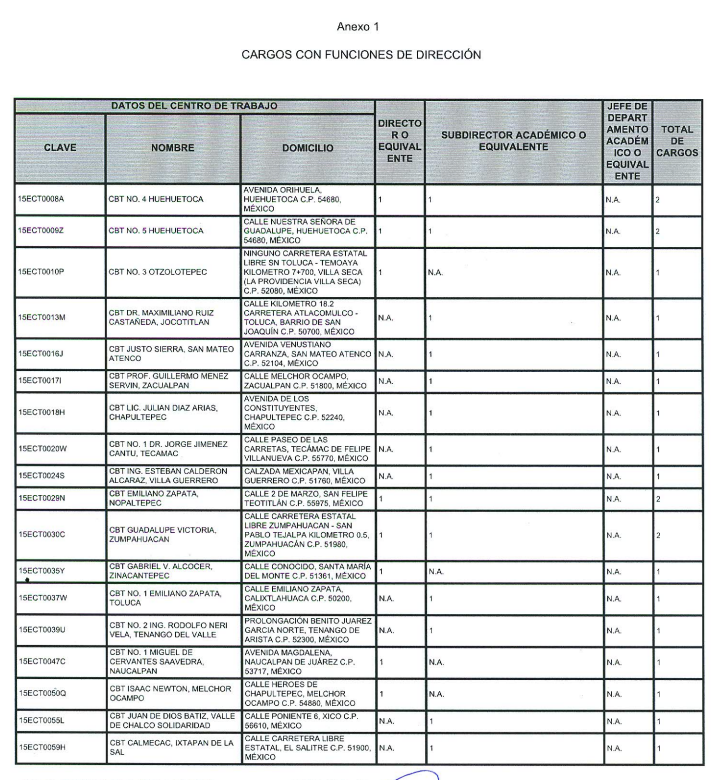 Anexo 1
CARGOS CON FUNCIONES DE DIRECCIÓN
DATOS DEL CENTRO DE TRABAJO
CLAVE
NOMBRE
DOMICILIO
DIRECTO
R O
EQUIVAL
ENTE
SUBDIRECTOR ACADÉMICO O
EQUIVALENTE
JEFE DE
DEPART
AMENTO
ACADÉM
ICO O
EQUIVAL
ENTE
TOTAL
DE
CARGOS
15ECT0008A
CBT NO. 4 HUEHUETOCA
AVENIDA ORIHUELA,
HUEHUETOCA C.P. 54680,
MÉXICO
1
1
N.A.
2
15ECT0009Z
CBT NO. 5 HUEHUETOCA
CALLE NUESTRA SEÑORA DE
GUADALUPE, HUEHUETOCA C.P.
54680, MÉXICO
1
1
N.A.
2
15ECT0010P
CBT NO. 3 OTZOLOTEPEC
NINGUNO CARRETERA ESTATAL
LIBRE SN TOLUCA - TEMOAYA
KILOMETRO 7+700, VILLA SECA
(LA PROVIDENCIA VILLA SECA)
C.P. 52080, MÉXICO
1
N.A.
N.A.
1
15ECT0013M
CBT DR. MAXIMILIANO RUIZ
CASTAÑEDA, JOCOTITLAN
CALLE KILOMETRO 18.2
CARRETERA ATLACOMULCO -
TOLUCA, BARRIO DE SAN
JOAQUÍN C.P. 50700, MÉXICO
N.A.
1
N.A.
1
15ECT0016J
CBT JUSTO SIERRA, SAN MATEO
ATENCO
AVENIDA VENUSTIANO
CARRANZA, SAN MATEO ATENCO
C.P. 52104, MÉXICO
N.A.
1
N.A.
1
15ECT0017I
CBT PROF. GUILLERMO MENEZ
SERVIN, ZACUALPAN
CALLE MELCHOR OCAMPO,
ZACUALPAN C.P. 51800, MÉXICO
N.A.
1
N.A.
1
15ECT0018H
CBT LIC. JULIAN DIAZ ARIAS,
CHAPULTEPEC
AVENIDA DE LOS
CONSTITUYENTES,
CHAPULTEPEC C.P. 52240,
MÉXICO
N.A.
1
N.A.
1
15ECT0020W
CBT NO. 1 DR. JORGE JIMENEZ
CANTU, TECAMAC
CALLE PASEO DE LAS
CARRETAS, TECÁMAC DE FELIPE
VILLANUEVA C.P. 55770, MÉXICO
N.A.
1
N.A.
1
15ECT0024S
CBT ING. ESTEBAN CALDERON
ALCARAZ, VILLA GUERRERO
CALZADA MEXICAPAN, VILLA
GUERRERO C.P. 51760, MÉXICO
N.A.
1
N.A.
1
15ECT0029N
CBT EMILIANO ZAPATA,
NOPALTEPEC
CALLE 2 DE MARZO, SAN FELIPE
TEOTITLÁN C.P. 55975, MÉXICO
1
1
N.A.
2
15ECT0030C
CBT GUADALUPE VICTORIA,
ZUMPAHUACAN
CALLE CARRETERA ESTATAL
LIBRE ZUMPAHUACAN - SAN
PABLO TEJALPA KILOMETRO 0.5,
ZUMPAHUACÁN C.P. 51980,
MÉXICO
1
1
N.A.
2
15ECT0035Y
CBT GABRIEL V. ALCOCER,
ZINACANTEPEC
CALLE CONOCIDO, SANTA MARÍA
DEL MONTE C.P. 51361, MÉXICO
1
N.A.
N.A.
1
15ECT0037W
CBT NO. 1 EMILIANO ZAPATA,
TOLUCA
CALLE EMILIANO ZAPATA,
CALIXTLAHUACA C.P. 50200,
MÉXICO
N.A.
1
N.A.
1
15ECT0039U
CBT NO. 2 ING. RODOLFO NERI
VELA, TENANGO DEL VALLE
PROLONGACIÓN BENITO JUAREZ
GARCIA NORTE, TENANGO DE
ARISTA C.P. 52300, MÉXICO
N.A.
1
N.A.
1
15ECT0047C
CBT NO. 1 MIGUEL DE
CERVANTES SAAVEDRA,
NAUCALPAN
AVENIDA MAGDALENA,
NAUCALPAN DE JUÁREZ C.P.
53717, MÉXICO
1
N.A.
N.A.
1
15ECT0050Q
CBT ISAAC NEWTON, MELCHOR
OCAMPO
CALLE HEROES DE
CHAPULTEPEC, MELCHOR
OCAMPO C.P. 54880, MÉXICO
1
N.A.
N.A.
1
15ECT0055L
CBT JUAN DE DIOS BATIZ, VALLE
DE CHALCO SOLIDARIDAD
CALLE PONIENTE 6, XICO C.P.
56610, MÉXICO
N.A.
1
N.A.
1
15ECT0059H
CBT CALMECAC, IXTAPAN DE LA
SAL
CALLE CARRETERA LIBRE
ESTATAL, EL SALITRE C.P. 51900,
MÉXICO
N.A.
1
N.A.
1